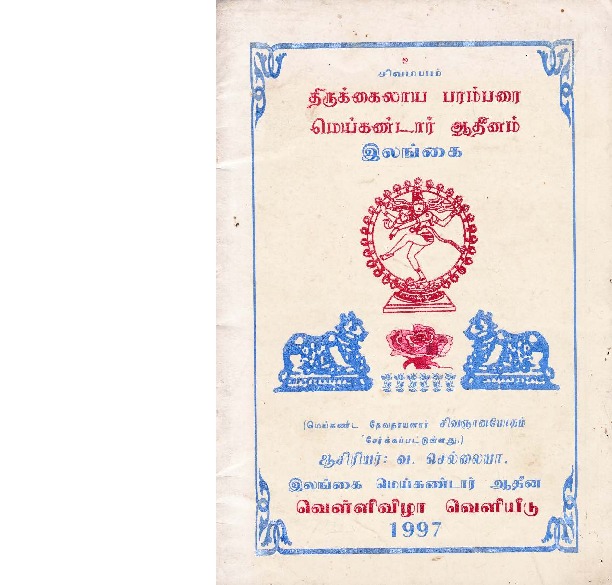 உ
சிவமயம்
திருக்கைலாய பரம்பரை
மெய்கண்டார் ஆதீனம்
இலங்கை
(மெய்கண்ட தேவநாயனார் சிவஞானபோதம்
சேர்க்கப்பட்டுள்ளது.)
ஆசிரியர்: வ. செல்லையா.
இலங்கை மெய்கண்டார் ஆதீன
வெள்ளிவிழா வெளியீடு
1997